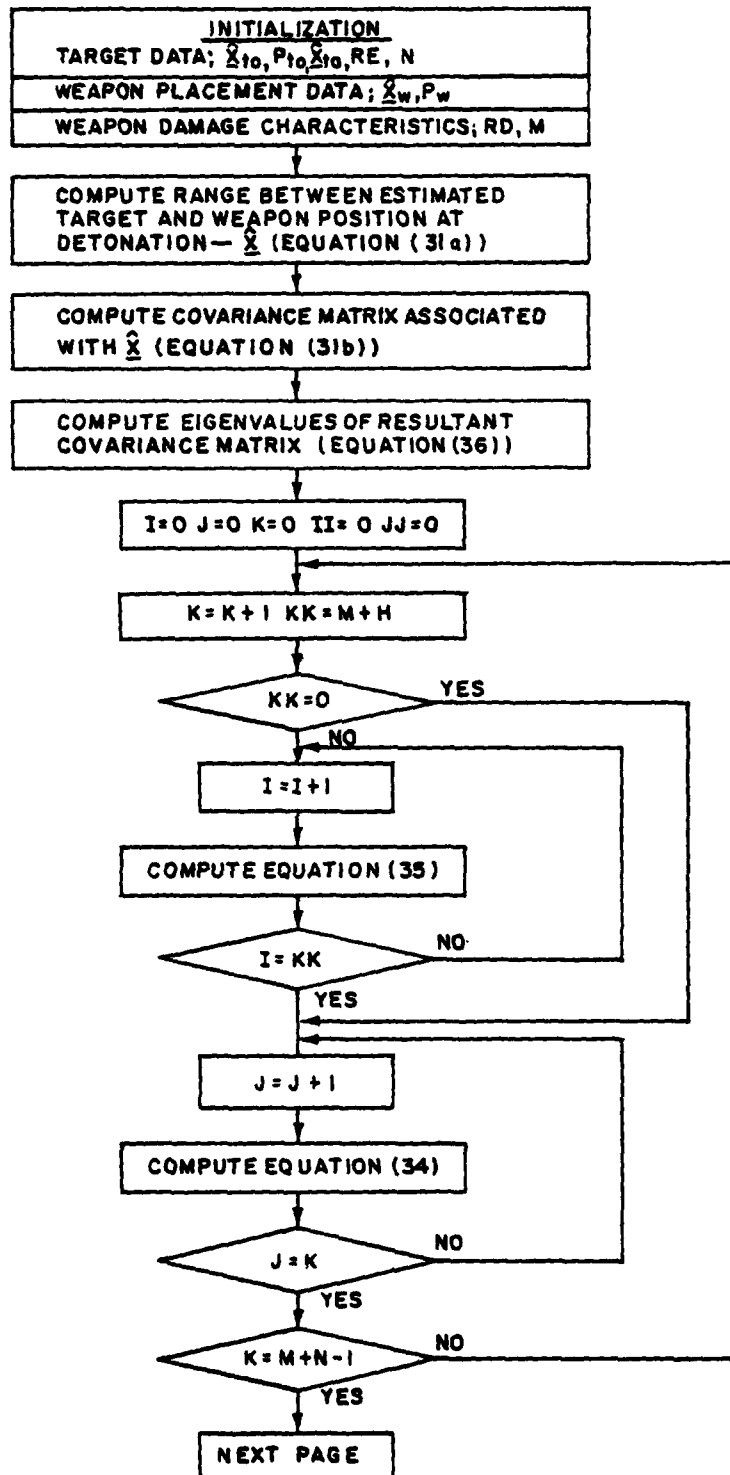 INITIALIZATION
TARGET DATA; X̂to, Pto, X̂to, RE, N
WEAPON PLACEMENT DATA; X̂w, Pw
WEAPON DAMAGE CHARACTERISTICS; RD, M
COMPUTE RANGE BETWEEN ESTIMATED
TARGET AND WEAPON POSITION AT
DETONATION— X̂ (EQUATION (31a))
COMPUTE COVARIANCE MATRIX ASSOCIATED
WITH X̂ (EQUATION (31b))
COMPUTE EIGENVALUES OF RESULTANT
COVARIANCE MATRIX (EQUATION (36))
I=0 J=0 K=0 II=0 JJ=0
K=K+1 KK=M+H
KK=0
YES
NO
I=I+1
COMPUTE EQUATION (35)
I=KK
NO
YES
J=J+1
COMPUTE EQUATION (34)
J=K
NO
YES
K=M+N-1
NO
YES
NEXT PAGE